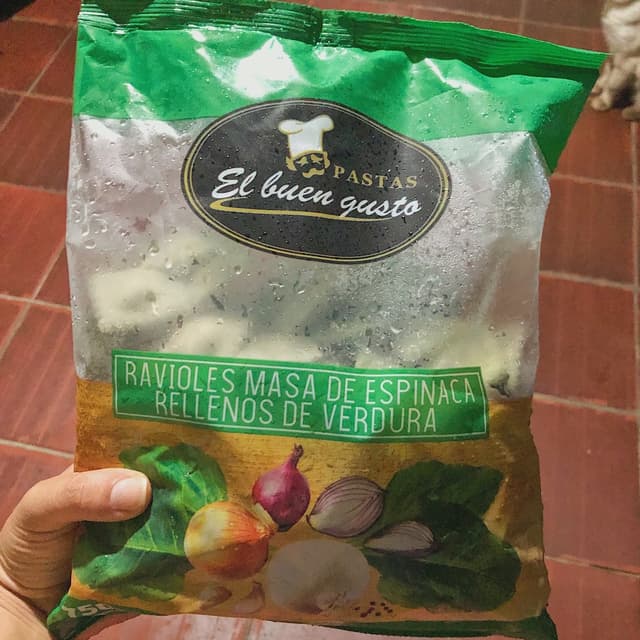 PASTAS
El buen gusto
RAVIOLES MASA DE ESPINACA
RELLENOS DE VERDURA